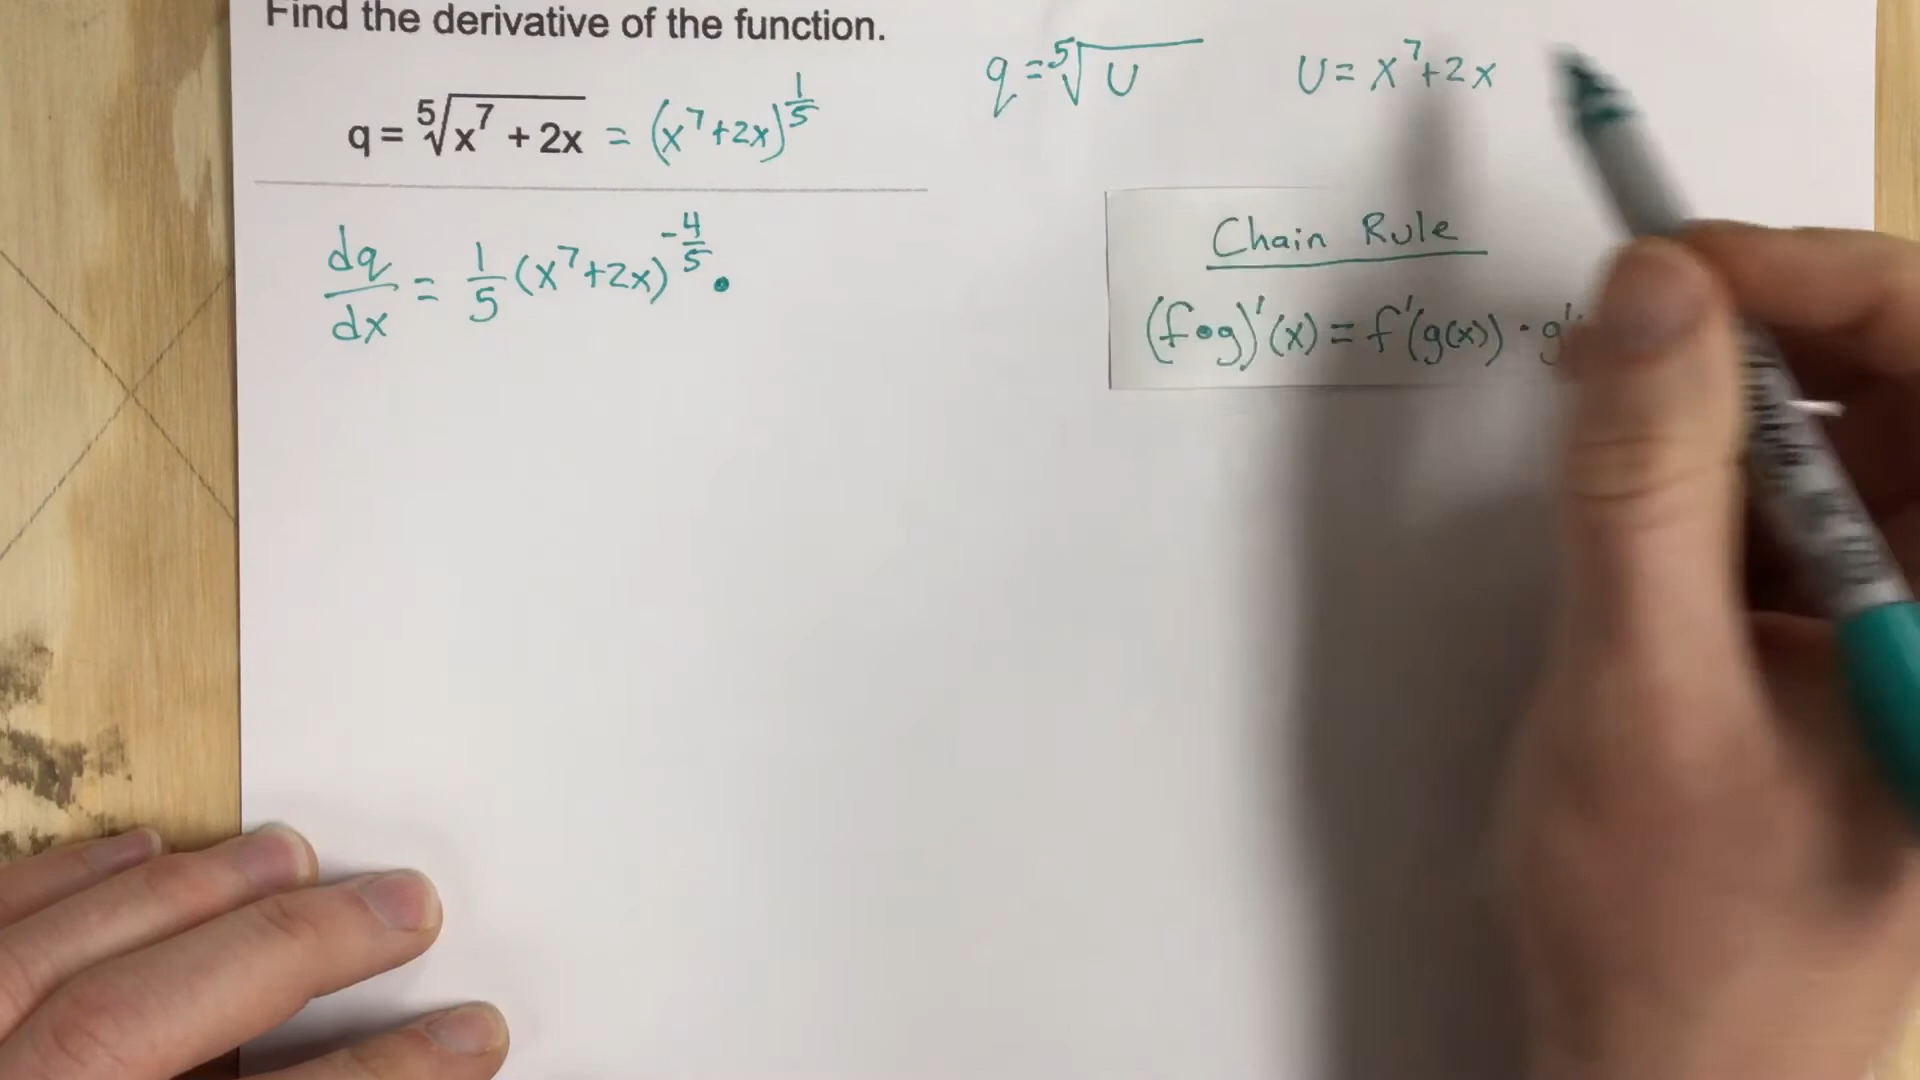 Find the derivative of the function.
q = ⁵√(x⁷ + 2x) = (x⁷+2x)^(1/5)
q = ⁵√U U = x⁷+2x
dq/dx = 1/5 (x⁷+2x)^(-4/5) •
Chain Rule
(f∘g)'(x) = f'(g(x)) · g'